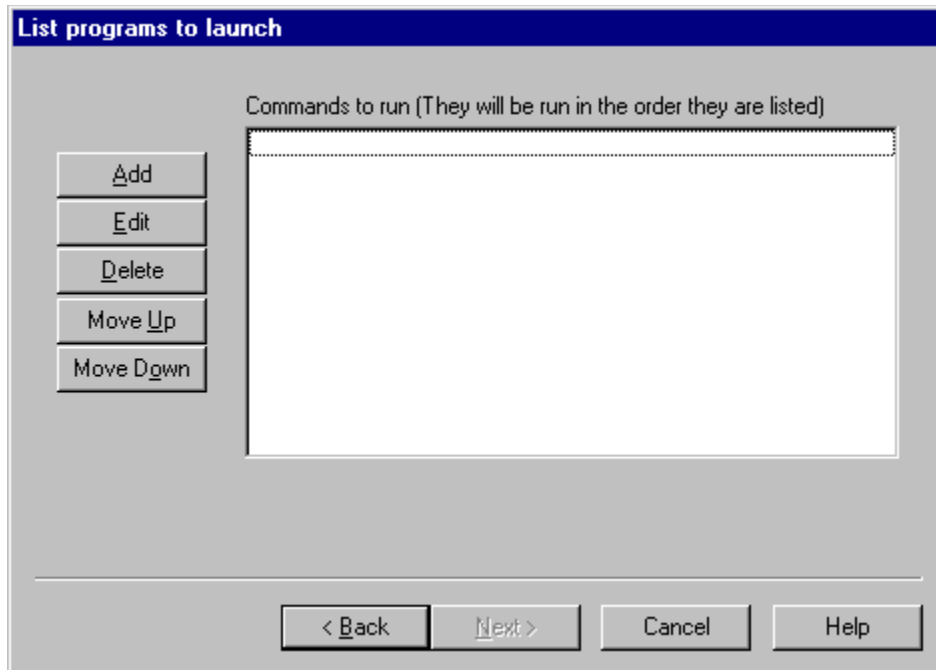 List programs to launch
Commands to run (They will be run in the order they are listed)
Add
Edit
Delete
Move Up
Move Down
< Back
Next >
Cancel
Help